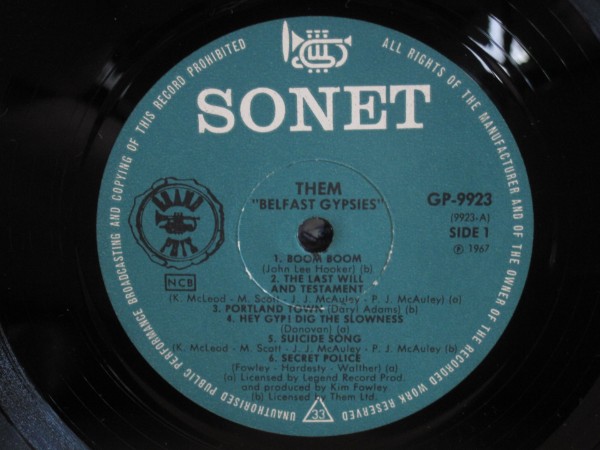 UNAUTHORISED PUBLIC PERFORMANCE BROADCASTING AND COPYING OF THIS RECORD PROHIBITED
ALL RIGHTS OF THE MANUFACTURER AND OF THE OWNER OF THE RECORDED WORK RESERVED
SONET
GRAND
PRIX
NCB
THEM
"BELFAST GYPSIES"
GP-9923
(9923-A)
SIDE 1
℗ 1967
1. BOOM BOOM
(John Lee Hooker) (b)
2. THE LAST WILL
AND TESTAMENT
(K. McLeod - M. Scott - J. J. McAuley - P. J. McAuley) (a)
3. PORTLAND TOWN (Daryl Adams) (b)
4. HEY GYP! DIG THE SLOWNESS
(Donovan) (a)
5. SUICIDE SONG
K. McLeod - M. Scott - J. J. McAuley - P. J. McAuley (b)
6. SECRET POLICE
(Fowley - Hardesty - Walther) (a)
(a) Licensed by Legend Record Prod.
and produced by Kim Fowley
(b) Licensed by Them Ltd.
33